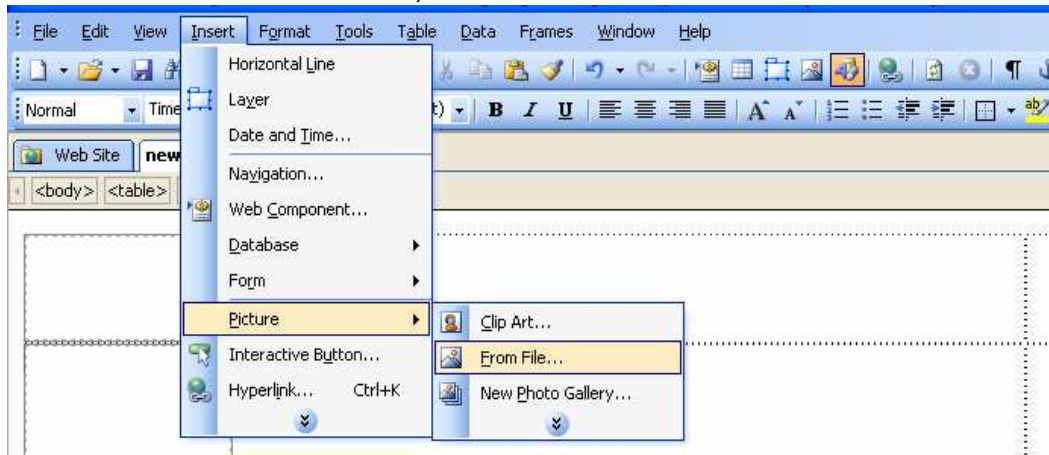 File Edit View Insert Format Tools Table Data Frames Window Help
Normal Time t) B I U A A ab
Web Site new
<body> <table>
Horizontal Line
Layer
Date and Time...
Navigation...
Web Component...
Database
Form
Picture
Interactive Button...
Hyperlink... Ctrl+K
Clip Art...
From File...
New Photo Gallery...